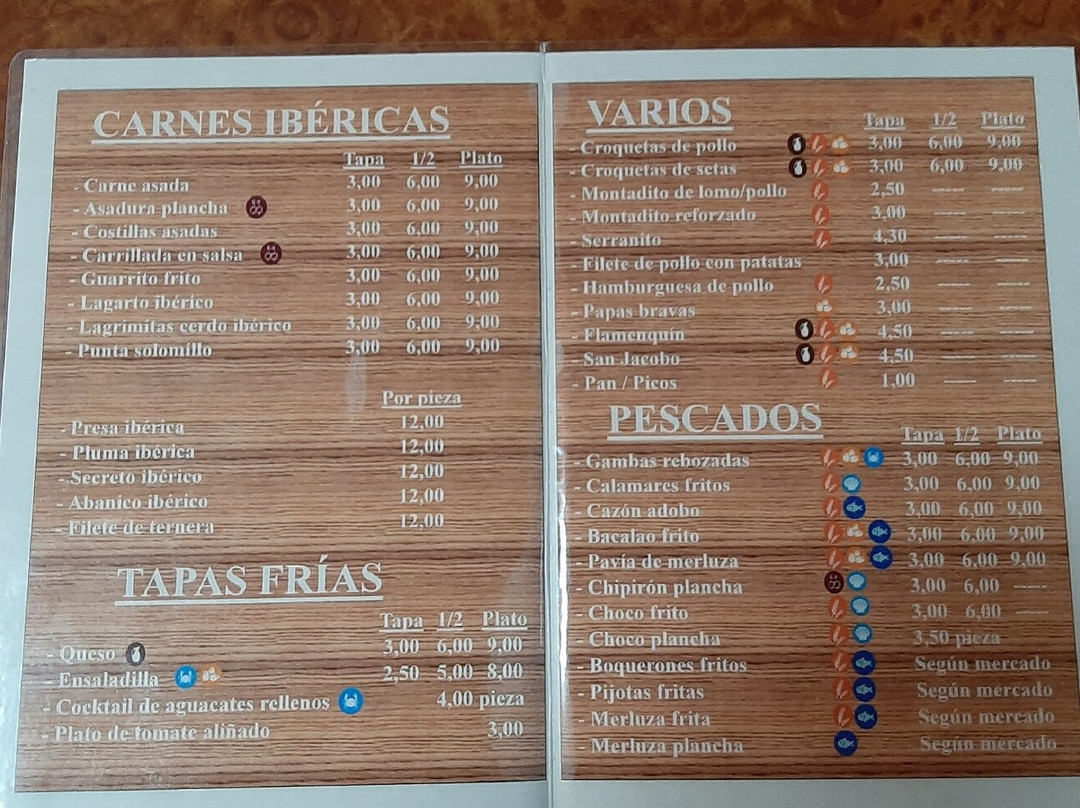 CARNES IBÉRICAS
Tapa 1/2 Plato
- Carne asada 3,00 6,00 9,00
- Asadura plancha 3,00 6,00 9,00
- Costillas asadas 3,00 6,00 9,00
- Carrillada en salsa 3,00 6,00 9,00
- Guarrito frito 3,00 6,00 9,00
- Lagarto ibérico 3,00 6,00 9,00
- Lagrimitas cerdo ibérico 3,00 6,00 9,00
- Punta solomillo 3,00 6,00 9,00
Por pieza
- Presa ibérica 12,00
- Pluma ibérica 12,00
- Secreto ibérico 12,00
- Abanico ibérico 12,00
- Filete de ternera 12,00
TAPAS FRÍAS
Tapa 1/2 Plato
- Queso 3,00 6,00 9,00
- Ensaladilla 2,50 5,00 8,00
- Cocktail de aguacates rellenos 4,00 pieza
- Plato de tomate aliñado 3,00
VARIOS
Tapa 1/2 Plato
- Croquetas de pollo 3,00 6,00 9,00
- Croquetas de setas 3,00 6,00 9,00
- Montadito de lomo/pollo 2,50 ---- ----
- Montadito reforzado 3,00 ---- ----
- Serranito 4,30 ---- ----
- Filete de pollo con patatas 3,00 ---- ----
- Hamburguesa de pollo 2,50 ---- ----
- Papas bravas 3,00 ---- ----
- Flamenquín 4,50 ---- ----
- San Jacobo 4,50 ---- ----
- Pan / Picos 1,00 ---- ----
PESCADOS
Tapa 1/2 Plato
- Gambas rebozadas 3,00 6,00 9,00
- Calamares fritos 3,00 6,00 9,00
- Cazón adobo 3,00 6,00 9,00
- Bacalao frito 3,00 6,00 9,00
- Pavía de merluza 3,00 6,00 9,00
- Chipirón plancha 3,00 6,00 ----
- Choco frito 3,00 6,00 ----
- Choco plancha 3,50 pieza
- Boquerones fritos Según mercado
- Pijotas fritas Según mercado
- Merluza frita Según mercado
- Merluza plancha Según mercado